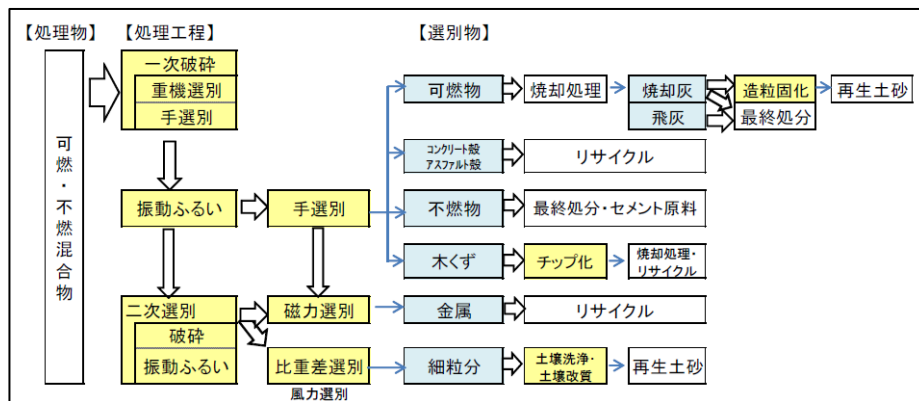 【処理物】
【処理工程】
【選別物】
可燃・不燃混合物
一次破砕
重機選別
手選別
振動ふるい
手選別
二次選別
破砕
振動ふるい
磁力選別
比重差選別
風力選別
可燃物
焼却処理
焼却灰
飛灰
造粒固化
最終処分
再生土砂
コンクリート殻
アスファルト殻
リサイクル
不燃物
最終処分・セメント原料
木くず
チップ化
焼却処理・
リサイクル
金属
リサイクル
細粒分
土壌洗浄・
土壌改質
再生土砂